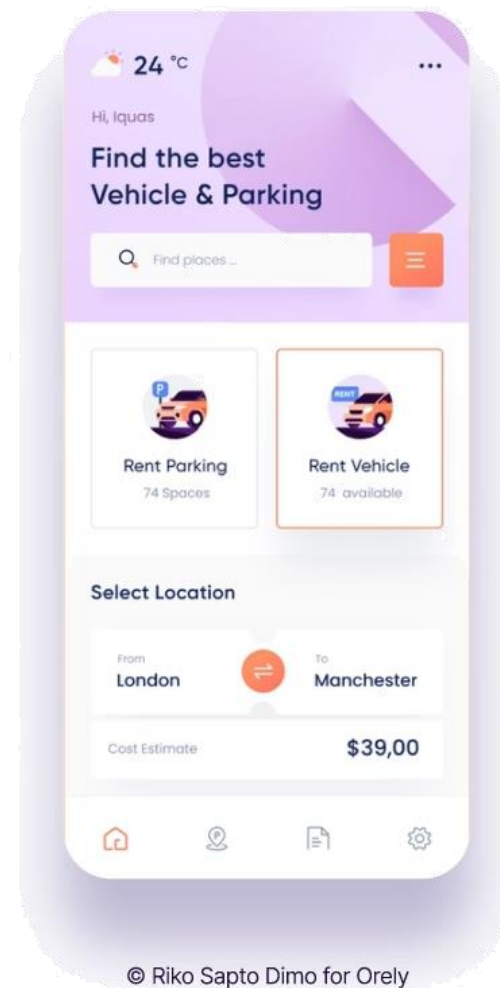 24 °C
Hi, Iquas
Find the best
Vehicle & Parking
Find places ...
P
RENT
Rent Parking
Rent Vehicle
74 Spaces
74 available
Select Location
From
To
London
Manchester
Cost Estimate
$39,00
P
© Riko Sapto Dimo for Orely